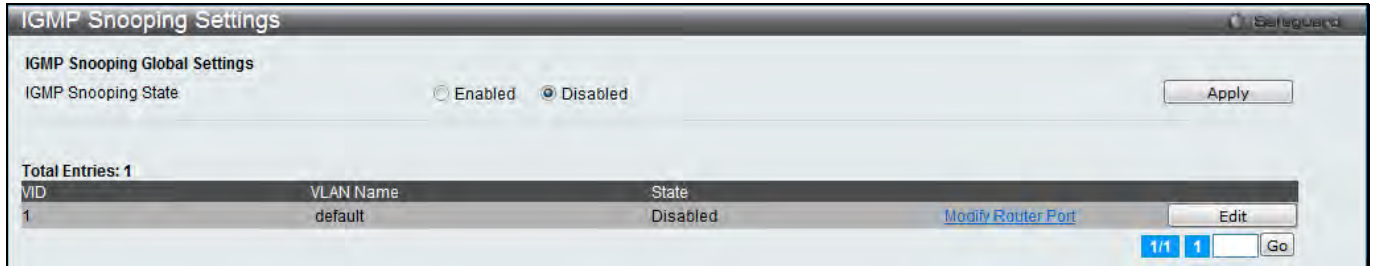 IGMP Snooping Settings Safeguard
IGMP Snooping Global Settings
IGMP Snooping State Enabled Disabled Apply
Total Entries: 1
VID VLAN Name State
1 default Disabled Modify Router Port Edit
1/1 1 Go